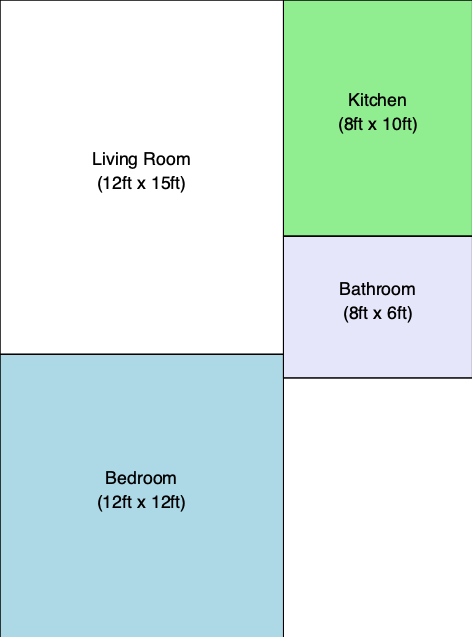 Living Room
(12ft x 15ft)
Kitchen
(8ft x 10ft)
Bathroom
(8ft x 6ft)
Bedroom
(12ft x 12ft)